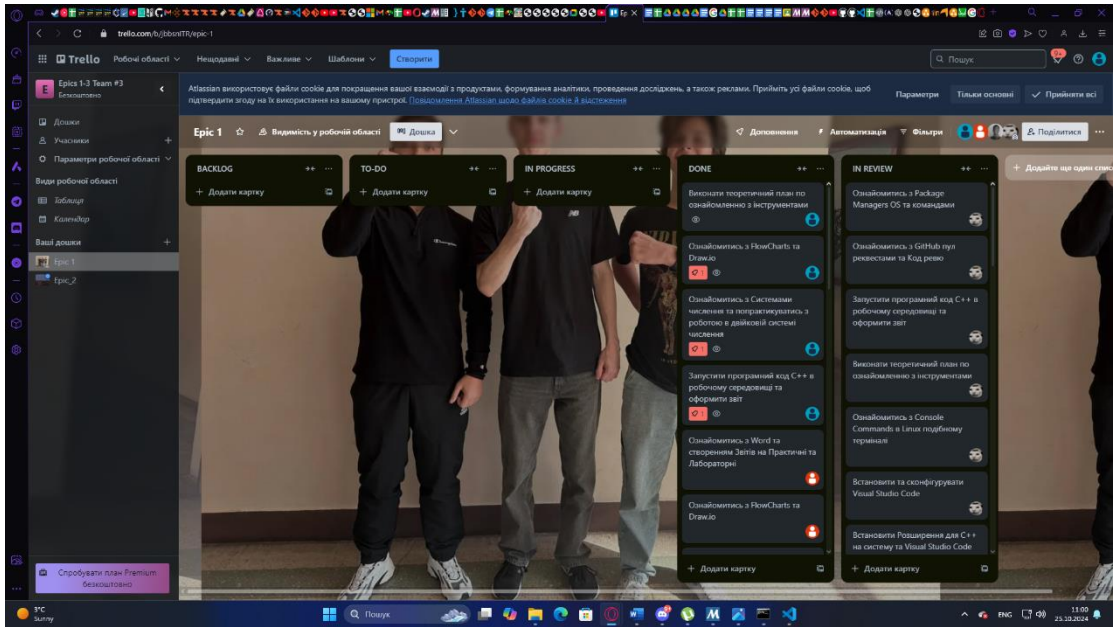 trello.com/b/jbbsnITR/epic-1
Trello
Робочі області
Нещодавні
Важливе
Шаблони
Створити
Пошук
E
Epics 1-3 Team #3
Безкоштовно
Дошки
Учасники
Параметри робочої області
Види робочої області
Таблиця
Календар
Ваші дошки
Epic 1
Epic_2
Спробувати план Premium
безкоштовно
Atlassian використовує файли cookie для покращення вашої взаємодії з продуктами, формування аналітики, проведення досліджень, а також реклами. Прийміть усі файли cookie, щоб
підтвердити згоду на їх використання на вашому пристрої. Повідомлення Atlassian щодо файлів cookie й відстеження
Параметри
Тільки основні
Прийняти всі
Epic 1
Видимість у робочій області
Дошка
Доповнення
Автоматизація
Фільтри
Поділитися
BACKLOG
Додати картку
TO-DO
Додати картку
IN PROGRESS
Додати картку
DONE
Виконати теоретичний план по
ознайомленню з інструментами
Ознайомитись з FlowCharts та
Draw.io
1
Ознайомитись з Системами
числення та попрактикуватись з
роботою в двійковій системі
числення
1
Запустити програмний код C++ в
робочому середовищі та
оформити звіт
1
Ознайомитись з Word та
створенням Звітів на Практичні та
Лабораторні
Ознайомитись з FlowCharts та
Draw.io
Додати картку
IN REVIEW
Ознайомитись з Package
Managers OS та командами
Ознайомитись з GitHub пул
реквестами та Код ревю
Запустити програмний код C++ в
робочому середовищі та
оформити звіт
Виконати теоретичний план по
ознайомленню з інструментами
Ознайомитись з Console
Commands в Linux подібному
терміналі
Встановити та сконфігурувати
Visual Studio Code
Встановити Розширення для C++
на систему та Visual Studio Code
Додати картку
Додайте ще один спис
Champion
NB
3°C
Sunny
Пошук
ENG
11:00
25.10.2024